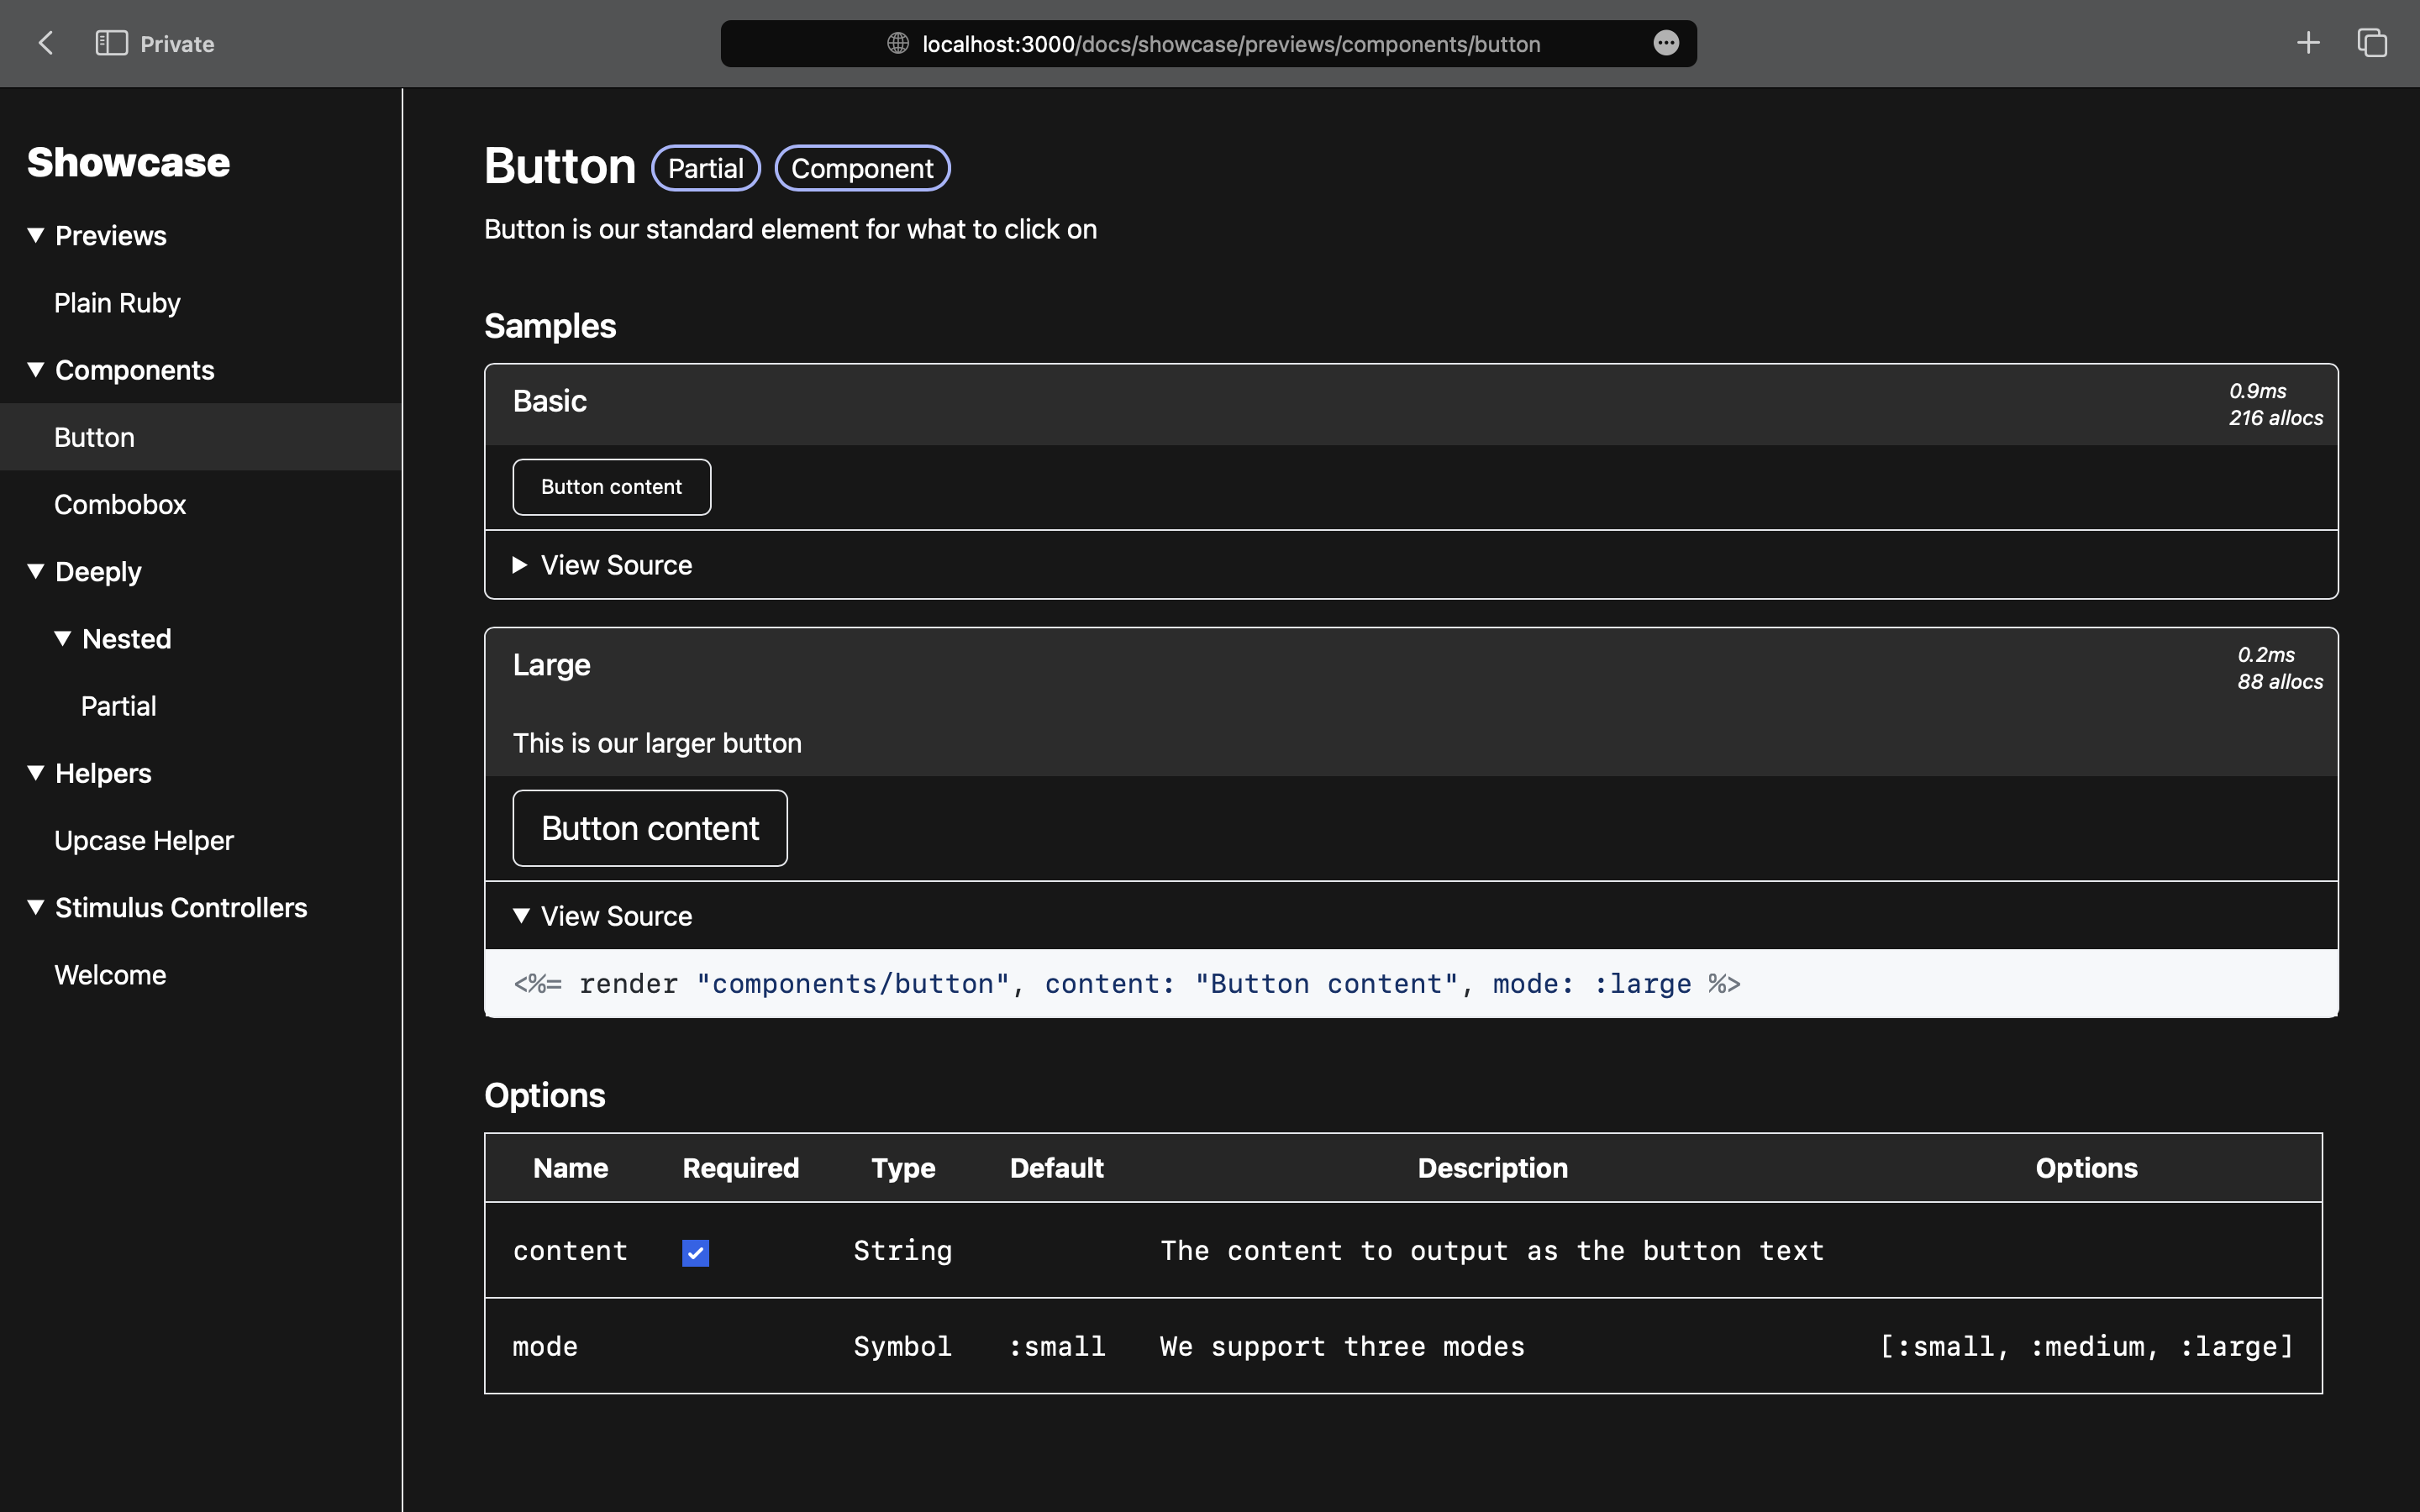 Private
localhost:3000/docs/showcase/previews/components/button
Showcase
Previews
Plain Ruby
Components
Button
Combobox
Deeply
Nested
Partial
Helpers
Upcase Helper
Stimulus Controllers
Welcome
Button Partial Component
Button is our standard element for what to click on
Samples
Basic
0.9ms
216 allocs
Button content
View Source
Large
0.2ms
88 allocs
This is our larger button
Button content
View Source
<%= render "components/button", content: "Button content", mode: :large %>
Options
Name Required Type Default Description Options
content String The content to output as the button text
mode Symbol :small We support three modes [:small, :medium, :large]